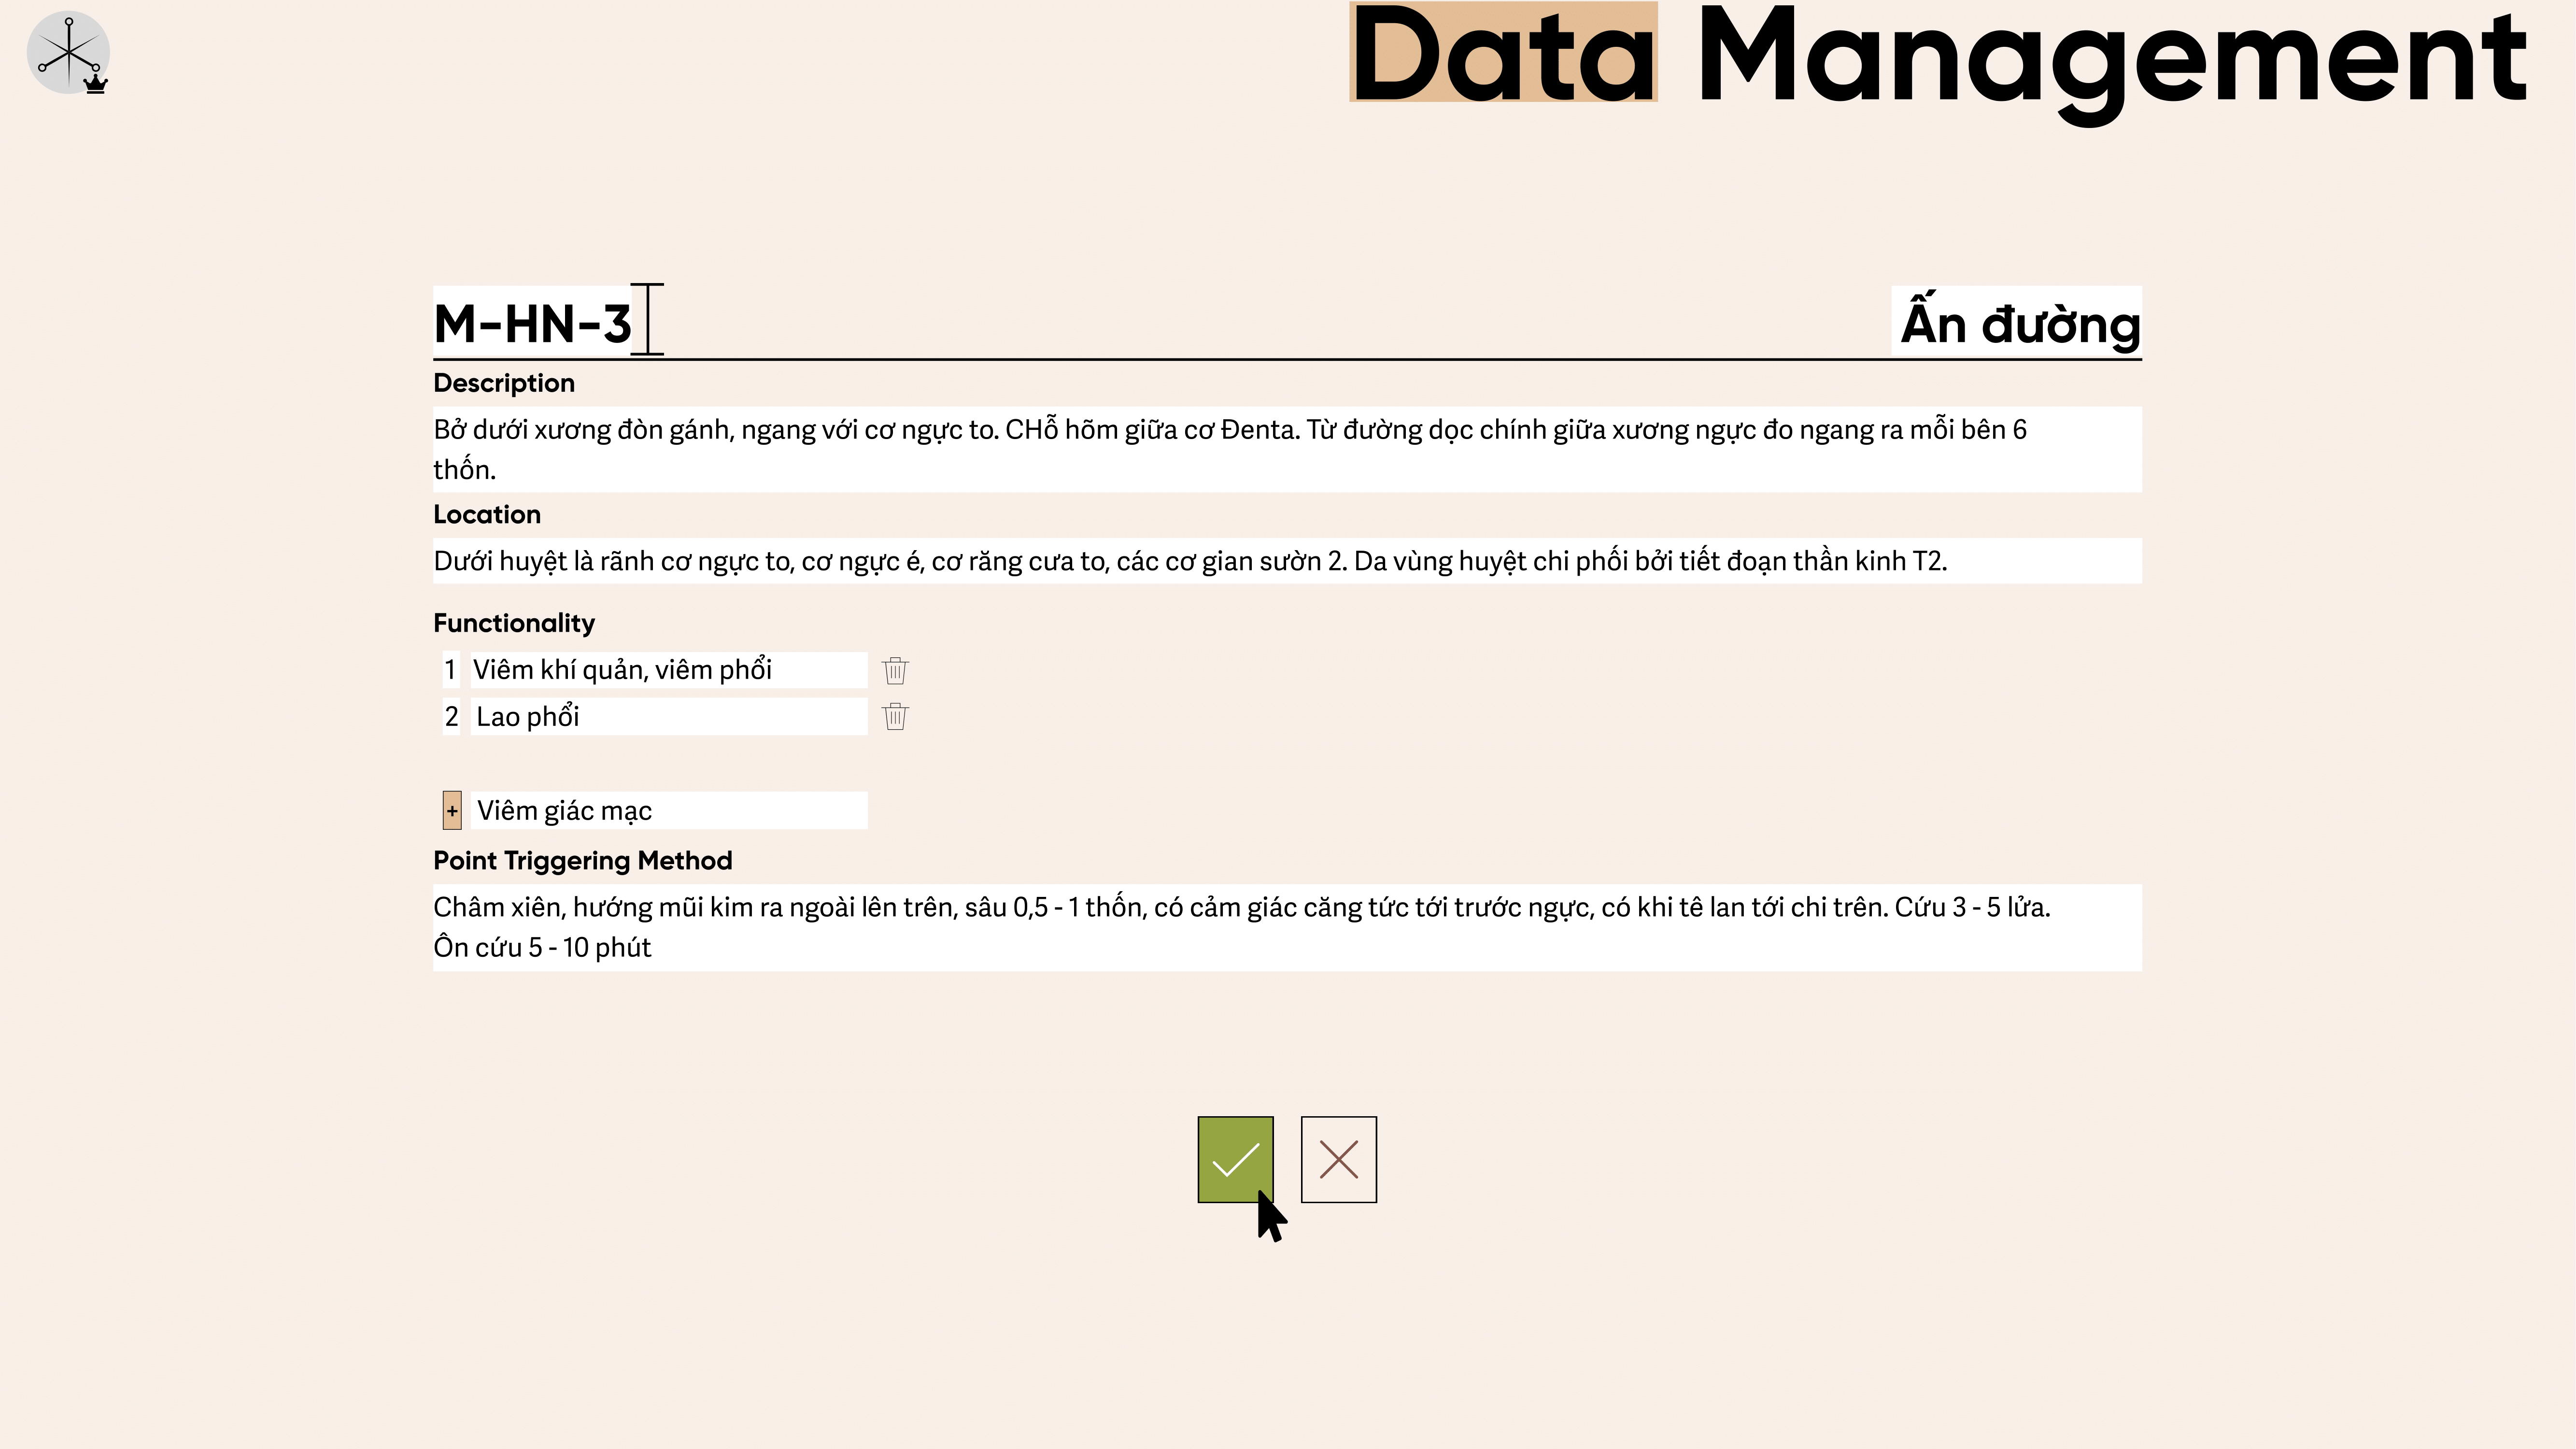 Data Management
M-HN-3
Ấn đường
Description
Bở dưới xương đòn gánh, ngang với cơ ngực to. CHỗ hõm giữa cơ Đenta. Từ đường dọc chính giữa xương ngực đo ngang ra mỗi bên 6
thốn.
Location
Dưới huyệt là rãnh cơ ngực to, cơ ngực é, cơ răng cưa to, các cơ gian sườn 2. Da vùng huyệt chi phối bởi tiết đoạn thần kinh T2.
Functionality
1 Viêm khí quản, viêm phổi
2 Lao phổi
+ Viêm giác mạc
Point Triggering Method
Châm xiên, hướng mũi kim ra ngoài lên trên, sâu 0,5 - 1 thốn, có cảm giác căng tức tới trước ngực, có khi tê lan tới chi trên. Cứu 3 - 5 lửa.
Ôn cứu 5 - 10 phút